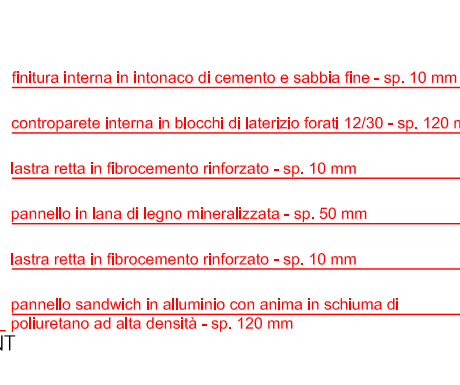 finitura interna in intonaco di cemento e sabbia fine - sp. 10 mm
controparete interna in blocchi di laterizio forati 12/30 - sp. 120 m
lastra retta in fibrocemento rinforzato - sp. 10 mm
pannello in lana di legno mineralizzata - sp. 50 mm
lastra retta in fibrocemento rinforzato - sp. 10 mm
pannello sandwich in alluminio con anima in schiuma di
poliuretano ad alta densità - sp. 120 mm
NT